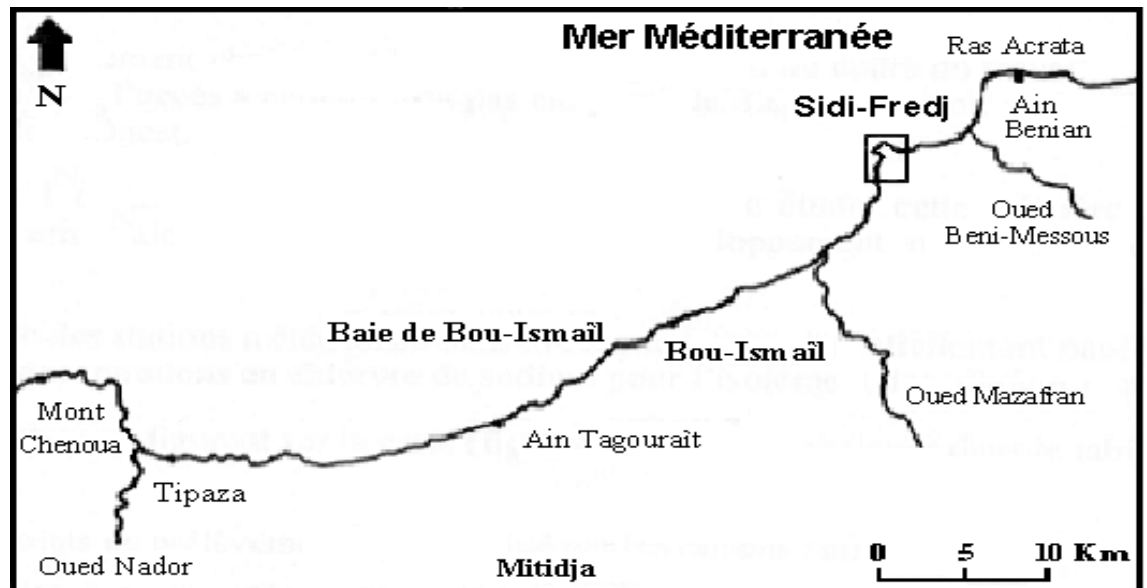 Mer Méditerranée
Ras Acrata
N
Ain
Benian
Sidi-Fredj
Oued
Beni-Messous
Baie de Bou-Ismaïl
Bou-Ismaïl
Oued Mazafran
Mont
Chenoua
Ain Tagourait
Tipaza
Oued Nador
Mitidja
0 5 10 Km